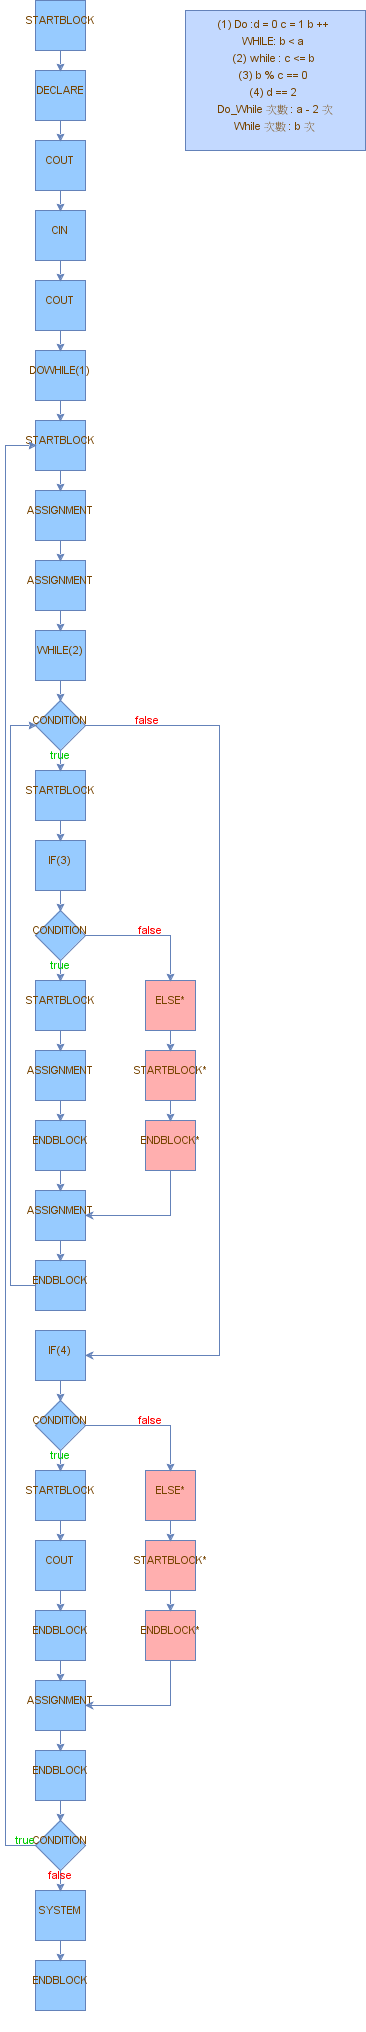 STARTBLOCK
(1) Do :d = 0 c = 1 b ++
WHILE: b < a
(2) while : c <= b
(3) b % c == 0
(4) d == 2
Do_While 次數 : a - 2 次
While 次數 : b 次
DECLARE
COUT
CIN
COUT
DOWHILE(1)
STARTBLOCK
ASSIGNMENT
ASSIGNMENT
WHILE(2)
CONDITION
false
true
STARTBLOCK
IF(3)
CONDITION
false
true
STARTBLOCK
ELSE*
ASSIGNMENT
STARTBLOCK*
ENDBLOCK
ENDBLOCK*
ASSIGNMENT
ENDBLOCK
IF(4)
CONDITION
false
true
STARTBLOCK
ELSE*
COUT
STARTBLOCK*
ENDBLOCK
ENDBLOCK*
ASSIGNMENT
ENDBLOCK
true
CONDITION
false
SYSTEM
ENDBLOCK